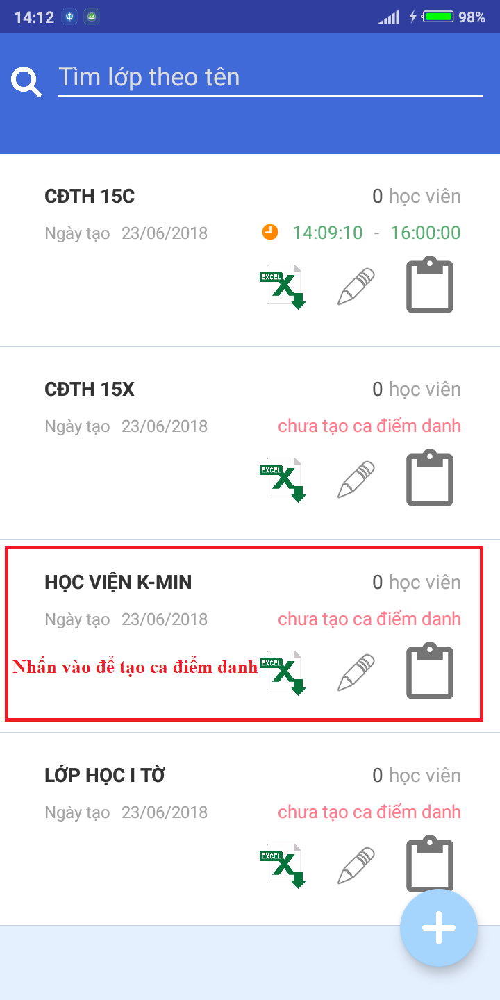 14:12 98%
Tìm lớp theo tên
CĐTH 15C 0 học viên
Ngày tạo 23/06/2018 14:09:10 - 16:00:00
EXCEL X
CĐTH 15X 0 học viên
Ngày tạo 23/06/2018 chưa tạo ca điểm danh
EXCEL X
HỌC VIỆN K-MIN 0 học viên
Ngày tạo 23/06/2018 chưa tạo ca điểm danh
Nhấn vào để tạo ca điểm danh EXCEL X
LỚP HỌC I TỜ 0 học viên
Ngày tạo 23/06/2018 chưa tạo ca điểm danh
EXCEL X